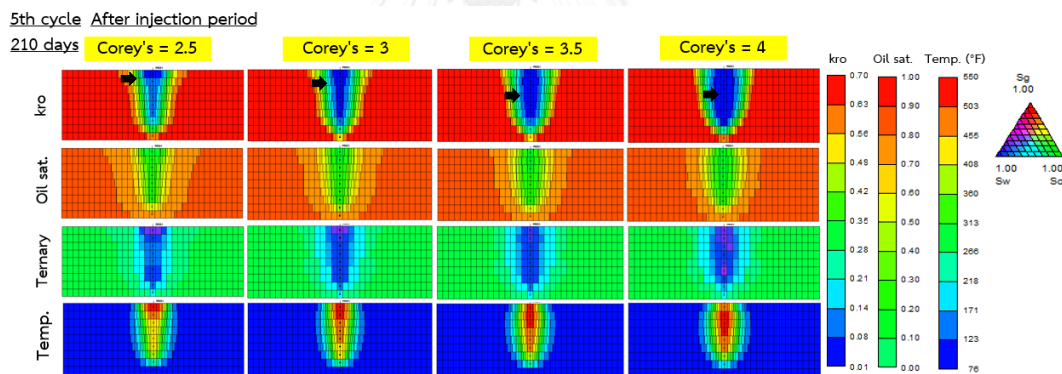 5th cycle After injection period
210 days
Corey's = 2.5
Corey's = 3
Corey's = 3.5
Corey's = 4
kro
Oil sat.
Ternary
Temp.
kro Oil sat. Temp. (°F)
0.70 1.00 550
0.63 0.90 503
0.56 0.80 455
0.49 0.70 408
0.42 0.60 361
0.35 0.50 313
0.28 0.40 266
0.21 0.30 218
0.14 0.20 171
0.08 0.10 123
0.01 0.00 76
Sg
1.00
1.00 1.00
Sw So